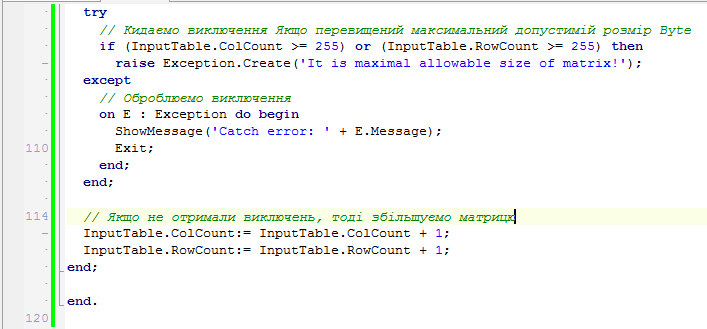 try
// Кидаємо виключення Якщо перевищений максимальний допустимій розмір Byte
if (InputTable.ColCount >= 255) or (InputTable.RowCount >= 255) then
raise Exception.Create('It is maximal allowable size of matrix!');
except
// Оброблюємо виключення
on E : Exception do begin
ShowMessage('Catch error: ' + E.Message);
110 Exit;
end;
end;
114 // Якщо не отримали виключень, тоді збільшуємо матрицю
InputTable.ColCount:= InputTable.ColCount + 1;
InputTable.RowCount:= InputTable.RowCount + 1;
end;
end.
120